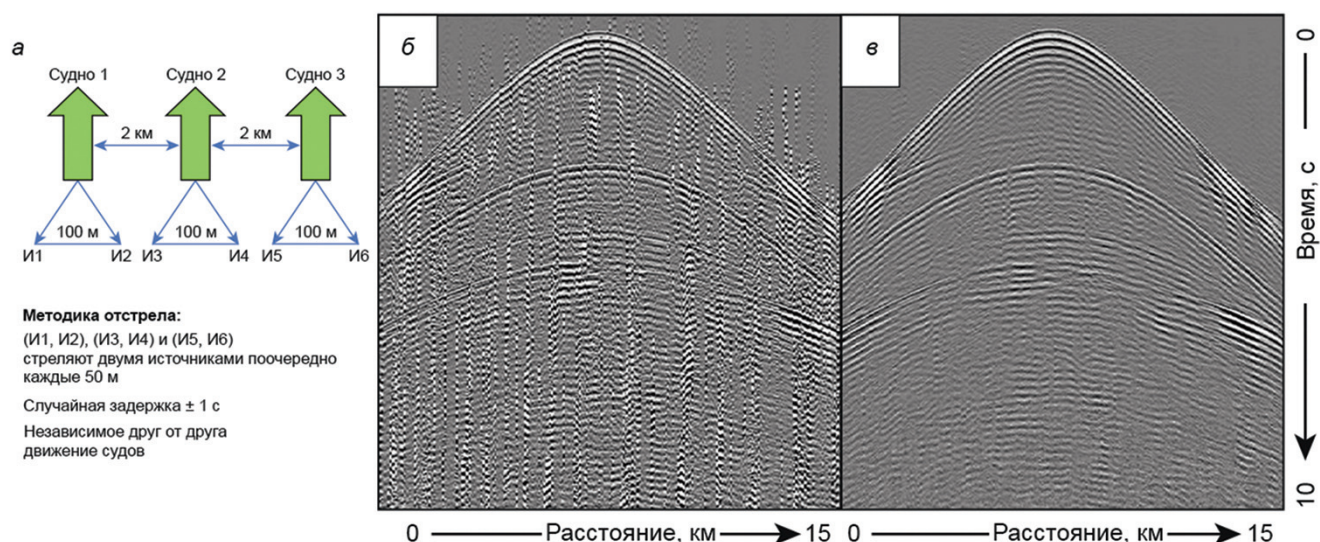 а
Судно 1 Судно 2 Судно 3
2 км 2 км
100 м 100 м 100 м
И1 И2 И3 И4 И5 И6
Методика отстрела:
(И1, И2), (И3, И4) и (И5, И6)
стреляют двумя источниками поочередно
каждые 50 м
Случайная задержка ± 1 с
Независимое друг от друга
движение судов
б
в
0
Время, с
10
0 Расстояние, км 15
0 Расстояние, км 15